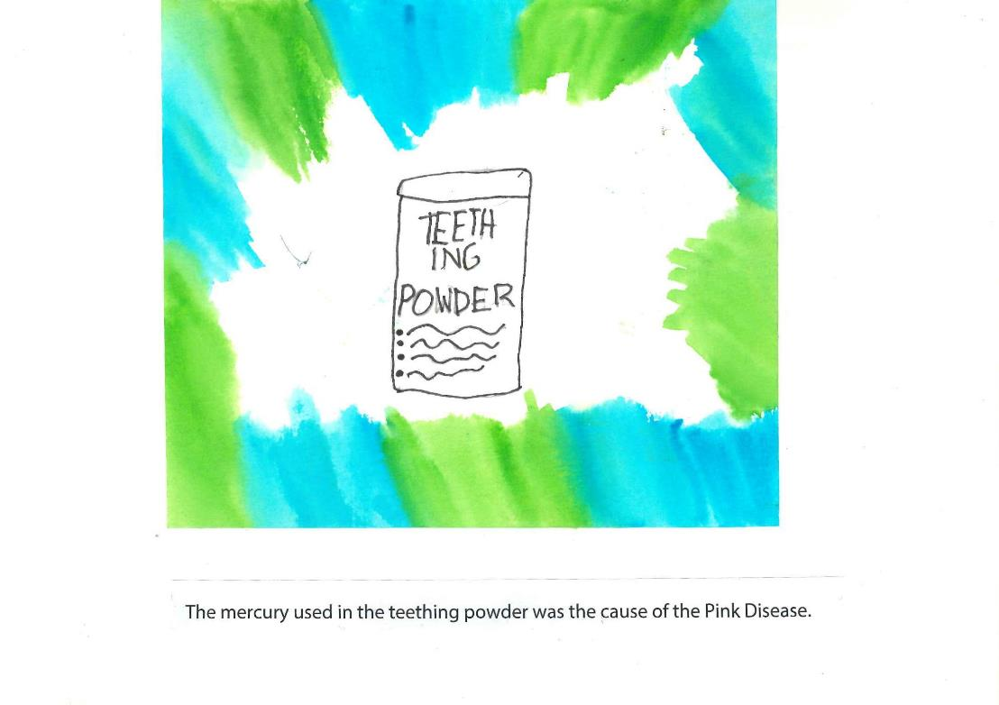 TEETH
ING
POWDER
The mercury used in the teething powder was the cause of the Pink Disease.